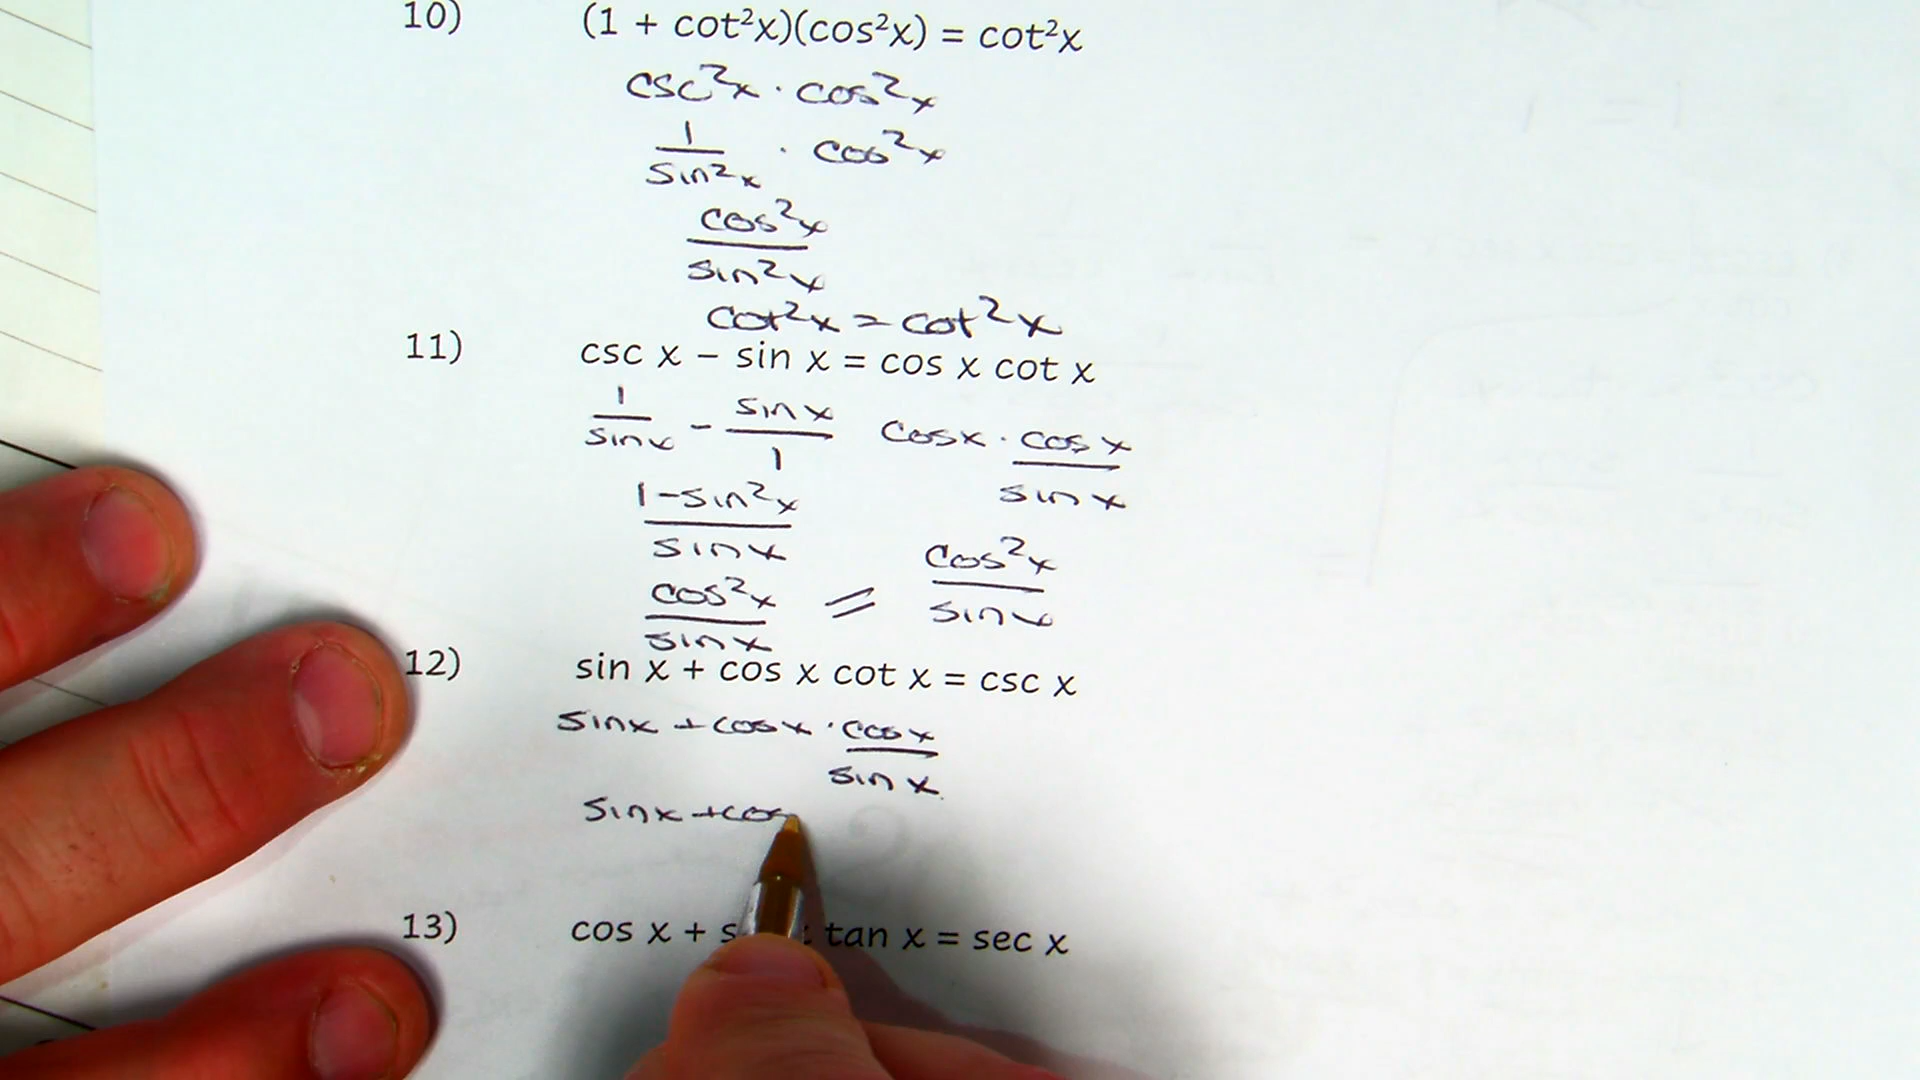 10) (1 + cot²x)(cos²x) = cot²x
csc²x · cos²x
1/sin²x · cos²x
cos²x/sin²x
cot²x = cot²x
11) csc x – sin x = cos x cot x
1/sinx - sinx/1 cosx · cosx/sinx
1-sin²x/sinx
cos²x/sinx = cos²x/sinx
12) sin x + cos x cot x = csc x
sinx + cosx · cosx/sinx
sinx + cos
13) cos x + tan x = sec x